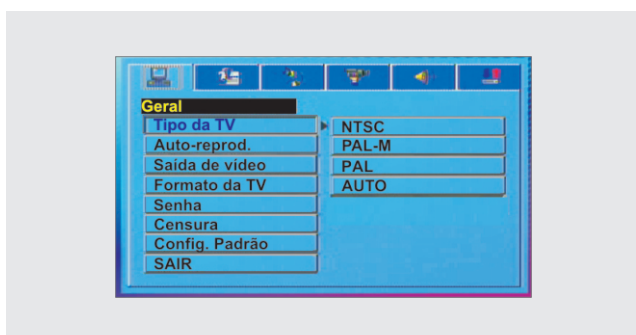 Geral
Tipo da TV
Auto-reprod.
Saída de vídeo
Formato da TV
Senha
Censura
Config. Padrão
SAIR
NTSC
PAL-M
PAL
AUTO